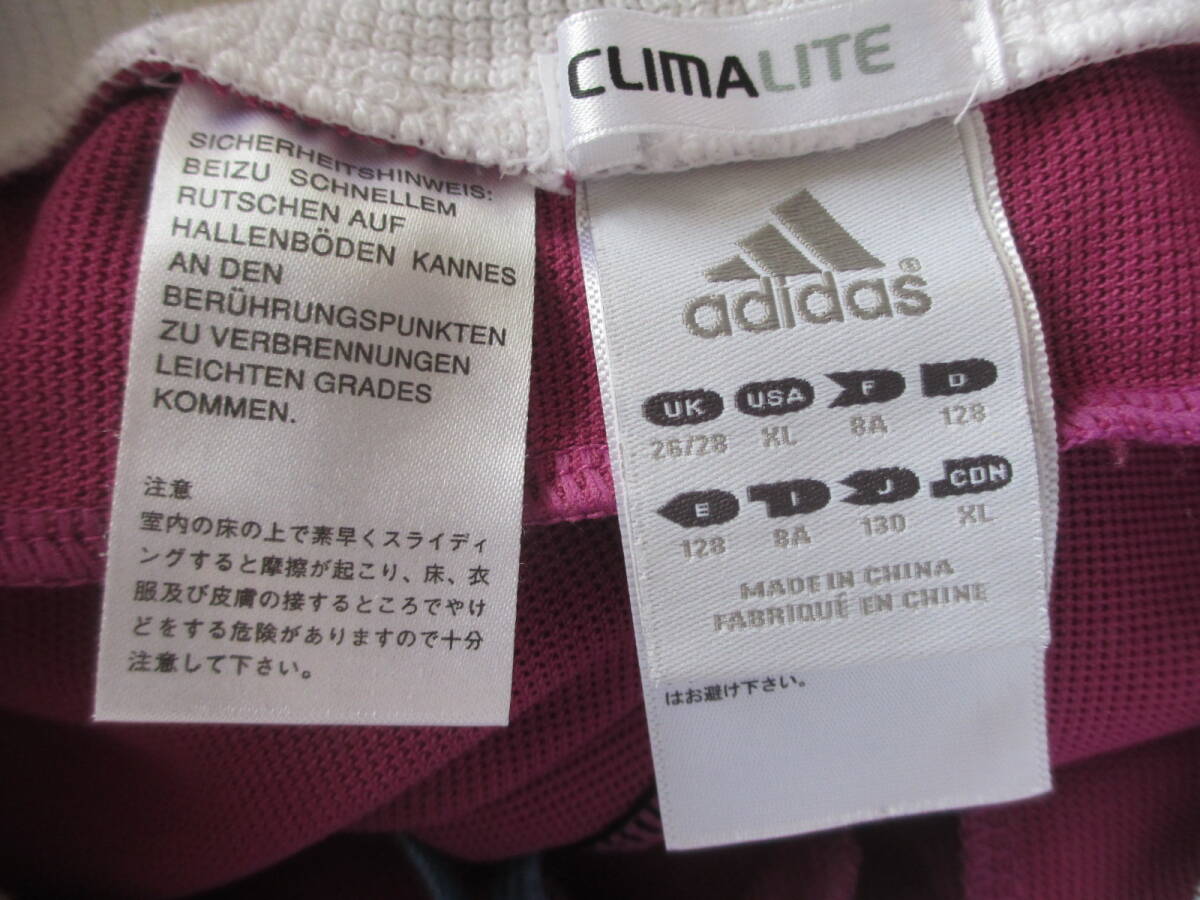 CLIMALITE
SICHERHEITSHINWEIS:
BEIZU SCHNELLEM
RUTSCHEN AUF
HALLENBÖDEN KANNES
AN DEN
BERÜHRUNGSPUNKTEN
ZU VERBRENNUNGEN
LEICHTEN GRADES
KOMMEN.
注意
室内の床の上で素早くスライディ
ングすると摩擦が起こり、床、衣
服及び皮膚の接するところでやけ
どをする危険がありますので十分
注意して下さい。
adidas®
UK USA F D
26/28 XL 8A 128
E I J CDN
128 8A 130 XL
MADE IN CHINA
FABRIQUÉ EN CHINE
はお避け下さい。